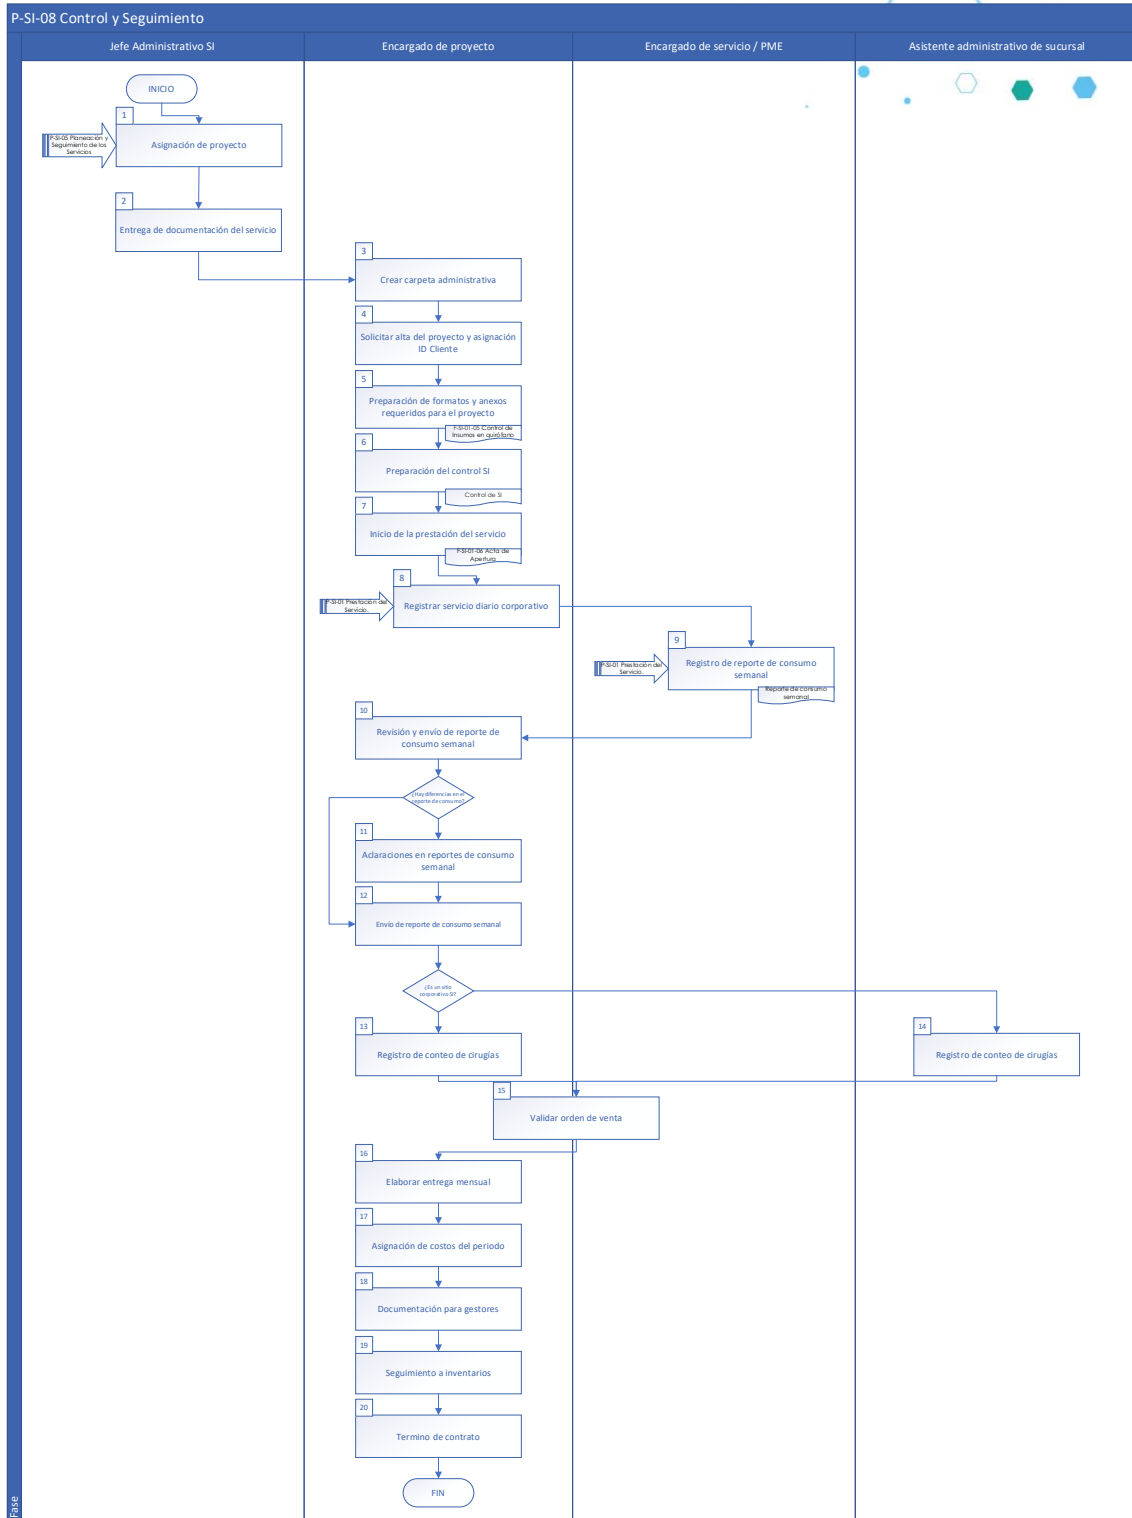 P-SI-08 Control y Seguimiento
Jefe Administrativo SI
Encargado de proyecto
Encargado de servicio / PME
Asistente administrativo de sucursal
INICIO
1
P-SI-05 Planeación y
Seguimiento de los
Servicios
Asignación de proyecto
2
Entrega de documentación del servicio
3
Crear carpeta administrativa
4
Solicitar alta del proyecto y asignación
ID Cliente
5
Preparación de formatos y anexos
requeridos para el proyecto
F-SI-01-05 Control de
Insumos en quirófano
6
Preparación del control SI
Control de SI
7
Inicio de la prestación del servicio
F-SI-01-06 Acta de
Apertura
8
P-SI-01 Prestación del
Servicio.
Registrar servicio diario corporativo
9
P-SI-01 Prestación del
Servicio.
Registro de reporte de consumo
semanal
Reporte de consumo
semanal
10
Revisión y envío de reporte de
consumo semanal
¿Hay diferencias en el
reporte de consumo?
11
Aclaraciones en reportes de consumo
semanal
12
Envío de reporte de consumo semanal
¿Es un sitio
corporativo SI?
13
Registro de conteo de cirugías
14
Registro de conteo de cirugías
15
Validar orden de venta
16
Elaborar entrega mensual
17
Asignación de costos del periodo
18
Documentación para gestores
19
Seguimiento a inventarios
20
Termino de contrato
FIN
Fase